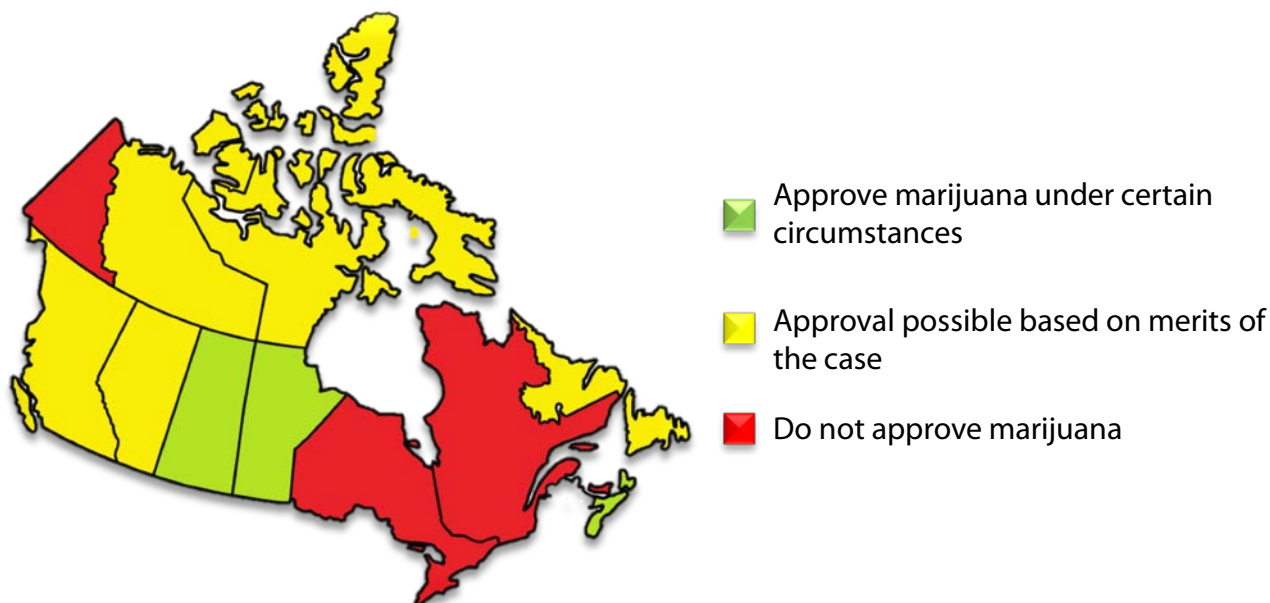 Approve marijuana under certain
circumstances
Approval possible based on merits of
the case
Do not approve marijuana